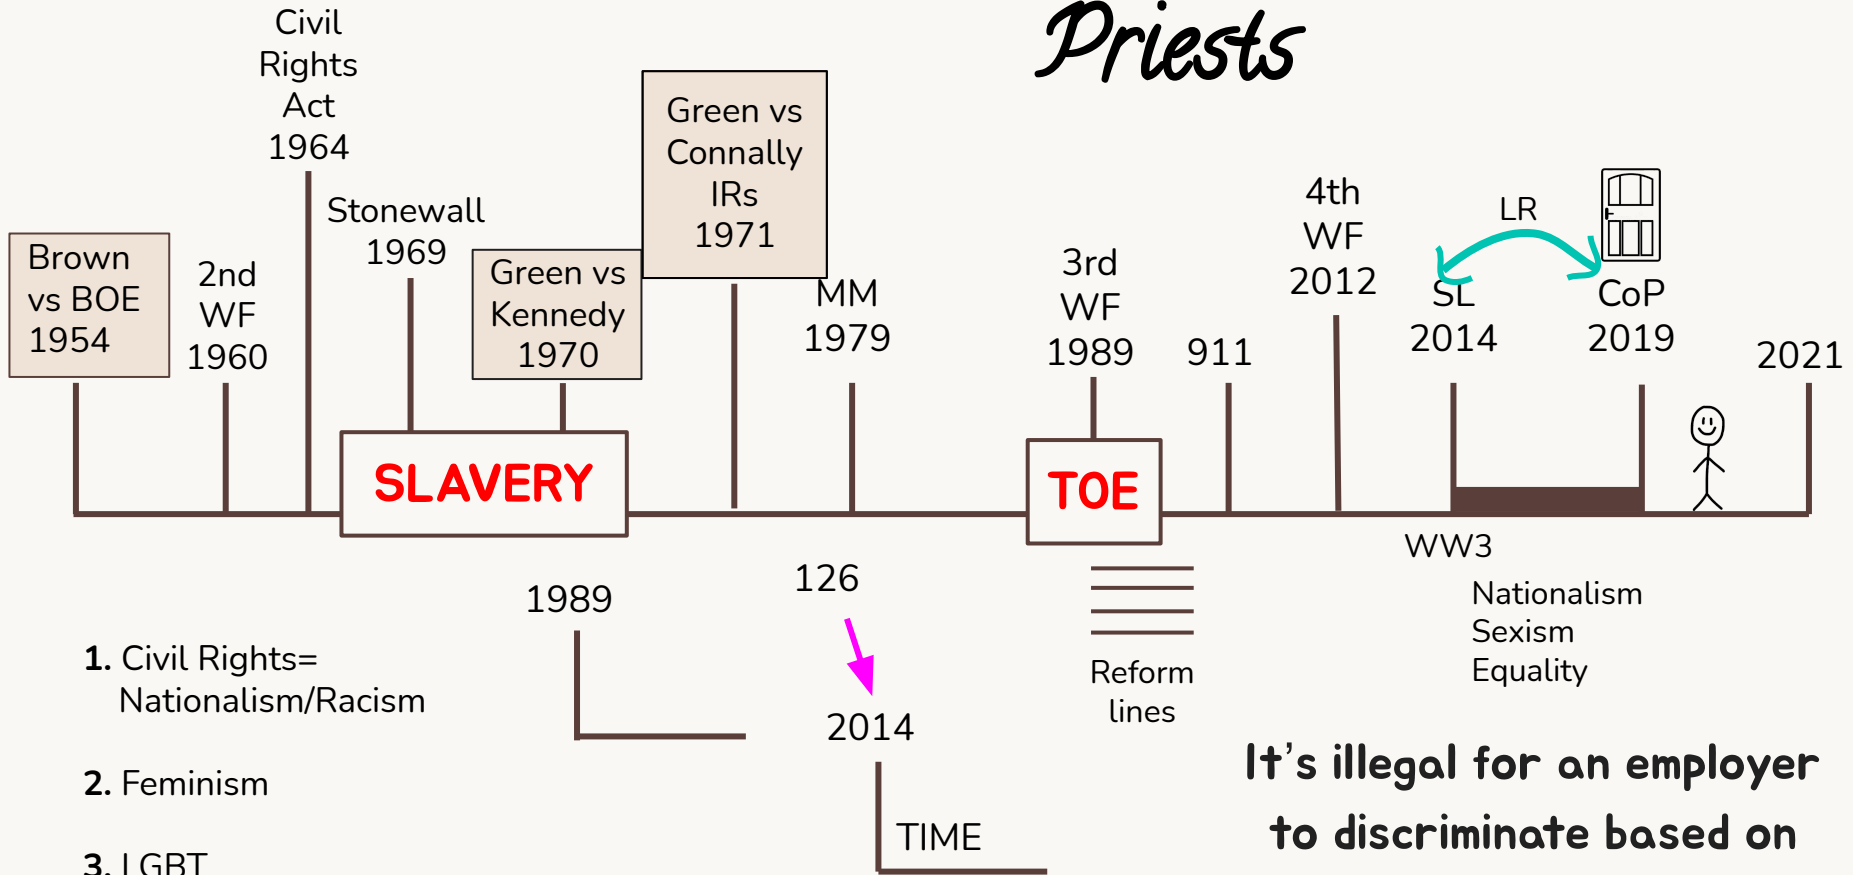 Priests
Civil
Rights
Act
1964
Brown
vs BOE
1954
2nd
WF
1960
Stonewall
1969
Green vs
Kennedy
1970
Green vs
Connally
IRs
1971
MM
1979
3rd
WF
1989
911
4th
WF
2012
LR
SL
2014
CoP
2019
2021
SLAVERY
TOE
WW3
Nationalism
Sexism
Equality
1989
126
2014
TIME
Reform
lines
1. Civil Rights=
Nationalism/Racism
2. Feminism
3. LGBT
It's illegal for an employer
to discriminate based on